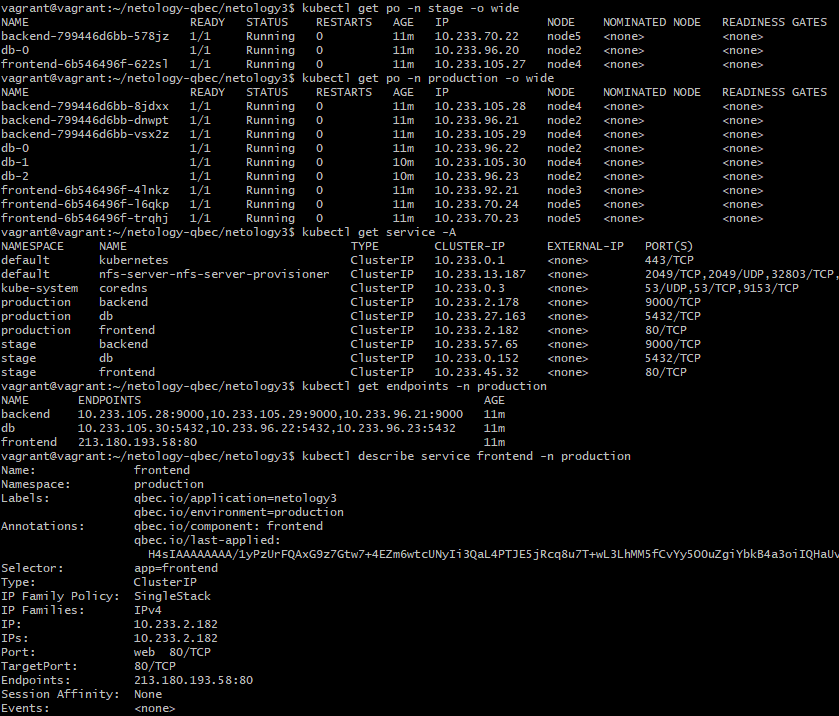 vagrant@vagrant:~/netology-qbec/netology3$ kubectl get po -n stage -o wide
NAME READY STATUS RESTARTS AGE IP NODE NOMINATED NODE READINESS GATES
backend-799446d6bb-578jz 1/1 Running 0 11m 10.233.70.22 node5 <none> <none>
db-0 1/1 Running 0 11m 10.233.96.20 node2 <none> <none>
frontend-6b546496f-622sl 1/1 Running 0 11m 10.233.105.27 node4 <none> <none>
vagrant@vagrant:~/netology-qbec/netology3$ kubectl get po -n production -o wide
NAME READY STATUS RESTARTS AGE IP NODE NOMINATED NODE READINESS GATES
backend-799446d6bb-8jdxx 1/1 Running 0 11m 10.233.105.28 node4 <none> <none>
backend-799446d6bb-dnwpt 1/1 Running 0 11m 10.233.96.21 node2 <none> <none>
backend-799446d6bb-vsx2z 1/1 Running 0 11m 10.233.105.29 node4 <none> <none>
db-0 1/1 Running 0 11m 10.233.96.22 node2 <none> <none>
db-1 1/1 Running 0 10m 10.233.105.30 node4 <none> <none>
db-2 1/1 Running 0 10m 10.233.96.23 node2 <none> <none>
frontend-6b546496f-4lnkz 1/1 Running 0 11m 10.233.92.21 node3 <none> <none>
frontend-6b546496f-l6qkp 1/1 Running 0 11m 10.233.70.24 node5 <none> <none>
frontend-6b546496f-trqhj 1/1 Running 0 11m 10.233.70.23 node5 <none> <none>
vagrant@vagrant:~/netology-qbec/netology3$ kubectl get service -A
NAMESPACE NAME TYPE CLUSTER-IP EXTERNAL-IP PORT(S)
default kubernetes ClusterIP 10.233.0.1 <none> 443/TCP
default nfs-server-nfs-server-provisioner ClusterIP 10.233.13.187 <none> 2049/TCP,2049/UDP,32803/TCP,
kube-system coredns ClusterIP 10.233.0.3 <none> 53/UDP,53/TCP,9153/TCP
production backend ClusterIP 10.233.2.178 <none> 9000/TCP
production db ClusterIP 10.233.27.163 <none> 5432/TCP
production frontend ClusterIP 10.233.2.182 <none> 80/TCP
stage backend ClusterIP 10.233.57.65 <none> 9000/TCP
stage db ClusterIP 10.233.0.152 <none> 5432/TCP
stage frontend ClusterIP 10.233.45.32 <none> 80/TCP
vagrant@vagrant:~/netology-qbec/netology3$ kubectl get endpoints -n production
NAME ENDPOINTS AGE
backend 10.233.105.28:9000,10.233.105.29:9000,10.233.96.21:9000 11m
db 10.233.105.30:5432,10.233.96.22:5432,10.233.96.23:5432 11m
frontend 213.180.193.58:80 11m
vagrant@vagrant:~/netology-qbec/netology3$ kubectl describe service frontend -n production
Name: frontend
Namespace: production
Labels: qbec.io/application=netology3
qbec.io/environment=production
Annotations: qbec.io/component: frontend
qbec.io/last-applied:
H4sIAAAAAAAA/1yPzUrFQAxG9z7Gtw7+4EZm6wtcUNyIi3QaL4PTJE5jRcq8u7T+wL3LhMM5fCvYy5OOuZgiYbkB4a3oiIQHaUv
Selector: app=frontend
Type: ClusterIP
IP Family Policy: SingleStack
IP Families: IPv4
IP: 10.233.2.182
IPs: 10.233.2.182
Port: web 80/TCP
TargetPort: 80/TCP
Endpoints: 213.180.193.58:80
Session Affinity: None
Events: <none>